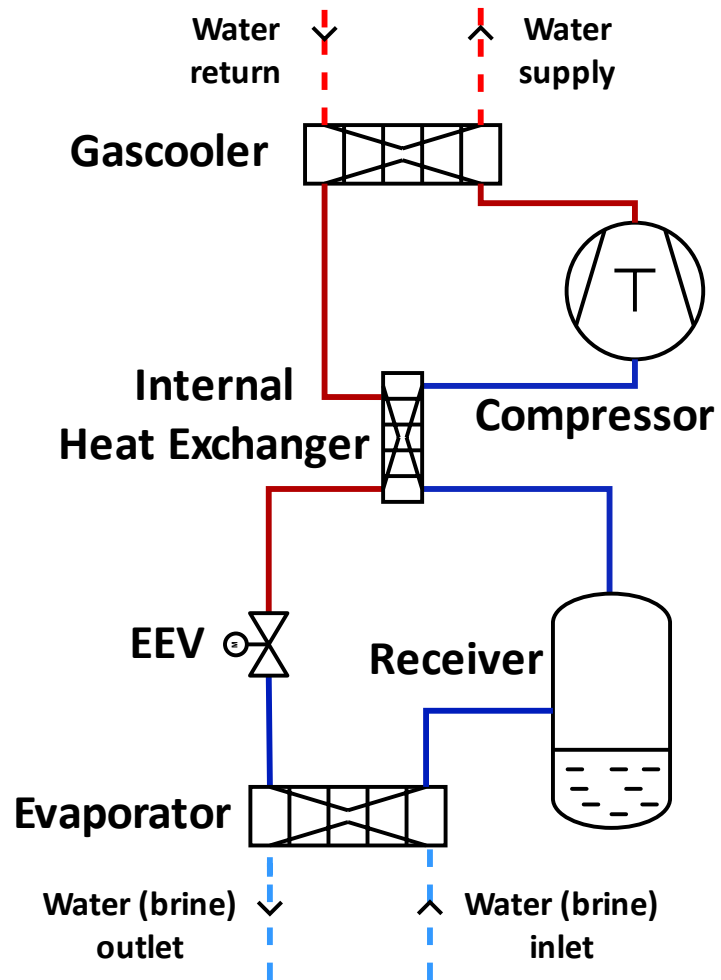 Water
return
Water
supply
Gascooler
T
Internal
Heat Exchanger
Compressor
EEV
M
Receiver
Evaporator
Water (brine)
outlet
Water (brine)
inlet